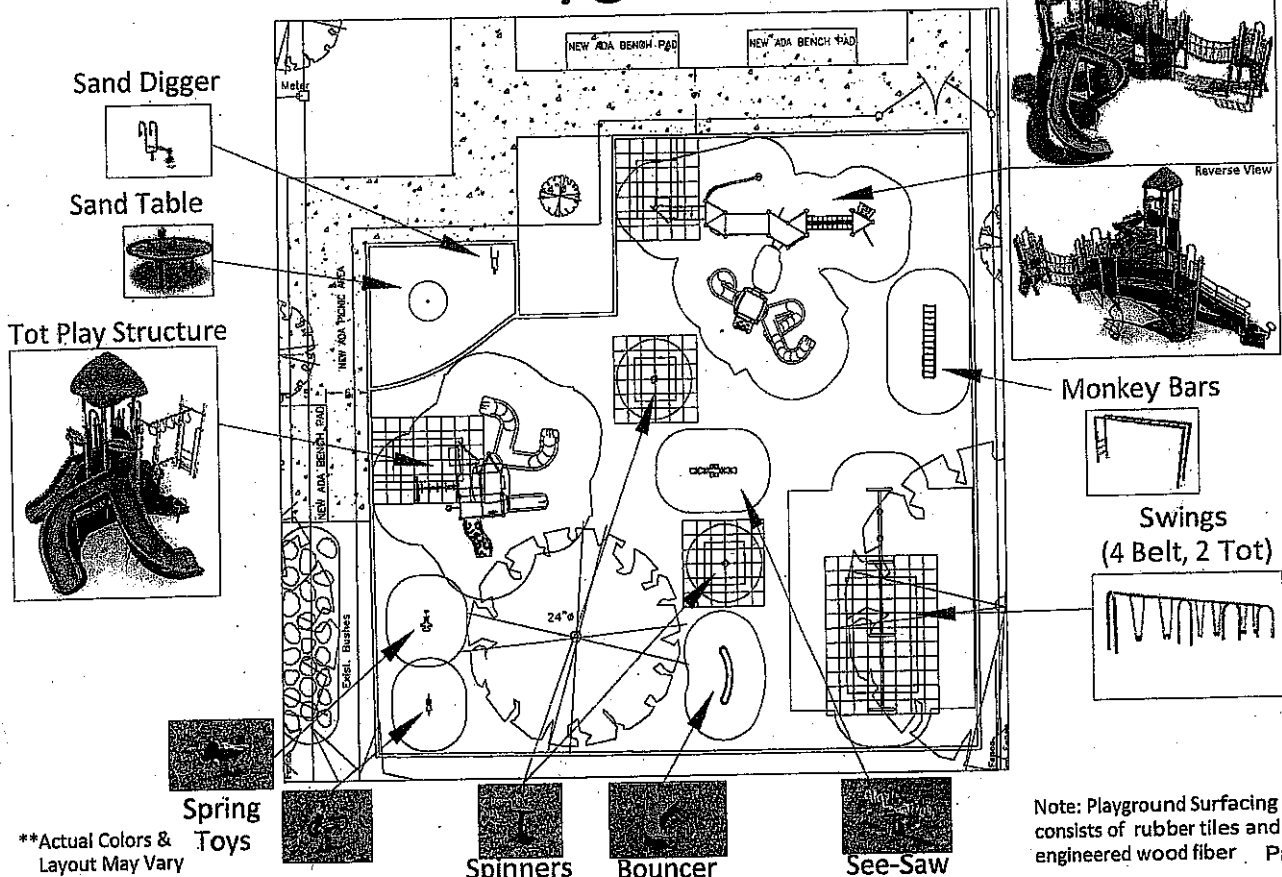 NEW ADA BENCH PAD
NEW ADA BENCH PAD
Sand Digger
Meter
Reverse View
Sand Table
NEW ADA PICNIC AREA
Tot Play Structure
Monkey Bars
NEW ADA BENCH PAD
Swings
(4 Belt, 2 Tot)
24"ø
Exist. Bushes
Spring
Toys
**Actual Colors &
Layout May Vary
Spinners
Bouncer
See-Saw
Note: Playground Surfacing
consists of rubber tiles and
engineered wood fiber